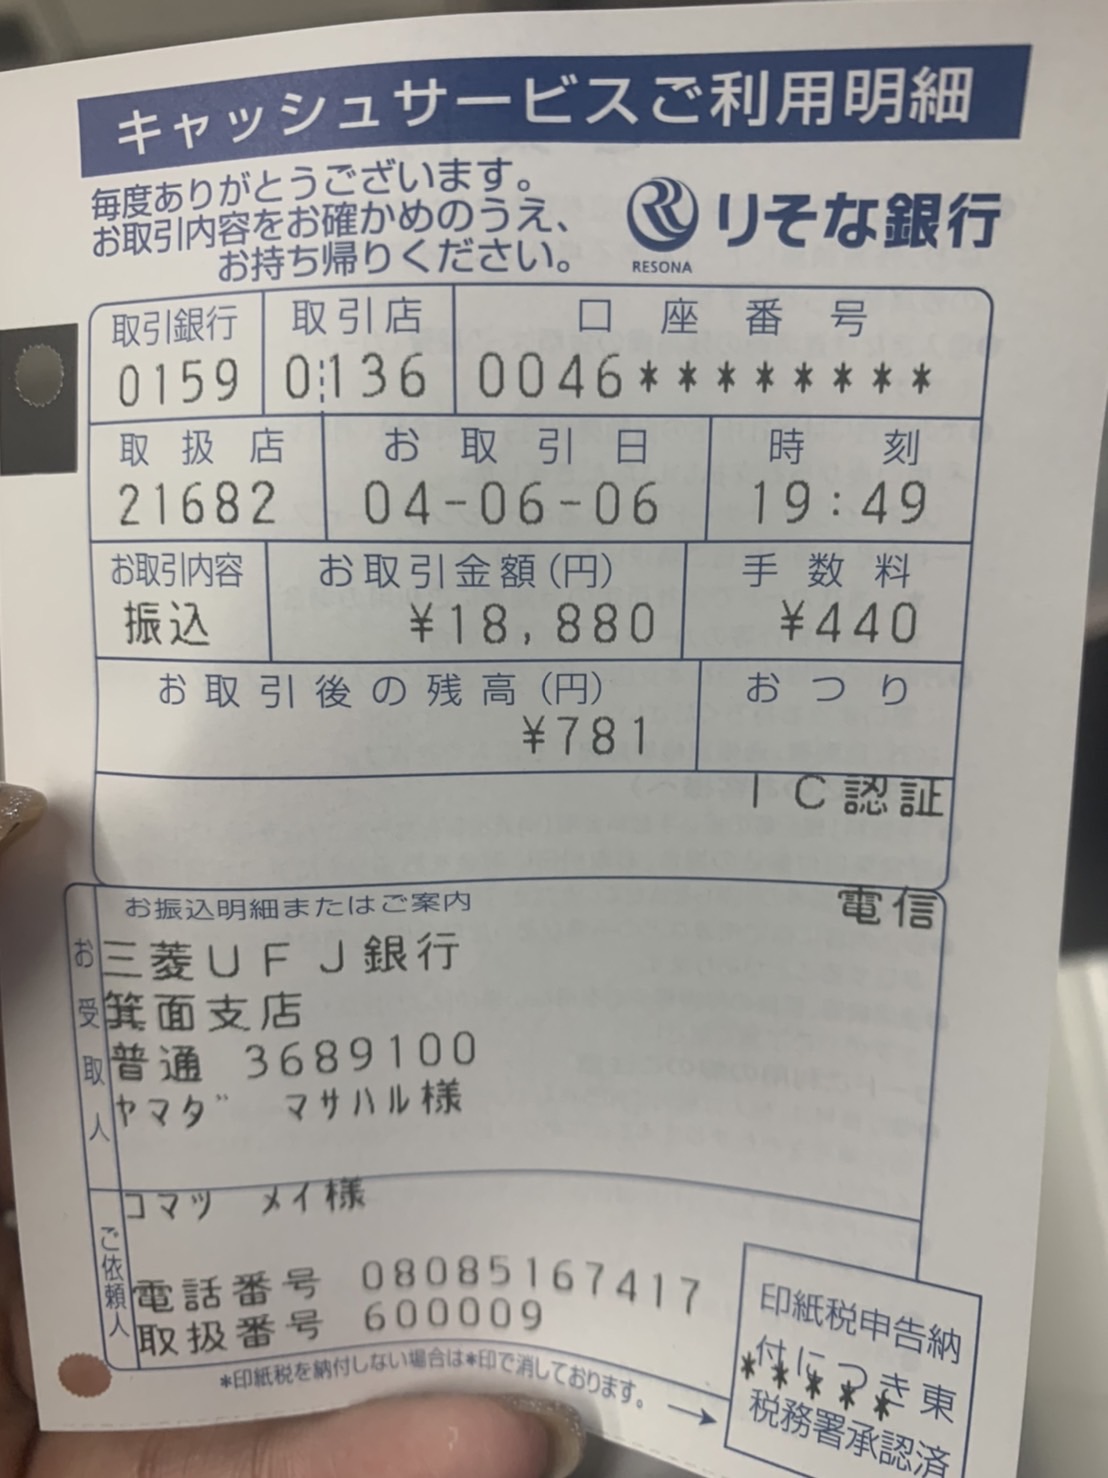 キャッシュサービスご利用明細
毎度ありがとうございます。
お取引内容をお確かめのうえ、
お持ち帰りください。
RESONA
りそな銀行
取引銀行 取引店 口座番号
0159 0136 0046********
取扱店 お取引日 時刻
21682 04-06-06 19:49
お取引内容 お取引金額(円) 手数料
振込 ¥18,880 ¥440
お取引後の残高(円) おつり
¥781
IC認証
お振込明細またはご案内 電信
お受取人
三菱UFJ銀行
箕面支店
普通 3689100
ヤマダ マサハル様
ご依頼人
コマツ メイ様
電話番号 08085167417
取扱番号 600009
*印紙税を納付しない場合は*印で消しております。→
印紙税申告納
付につき東
*****
税務署承認済